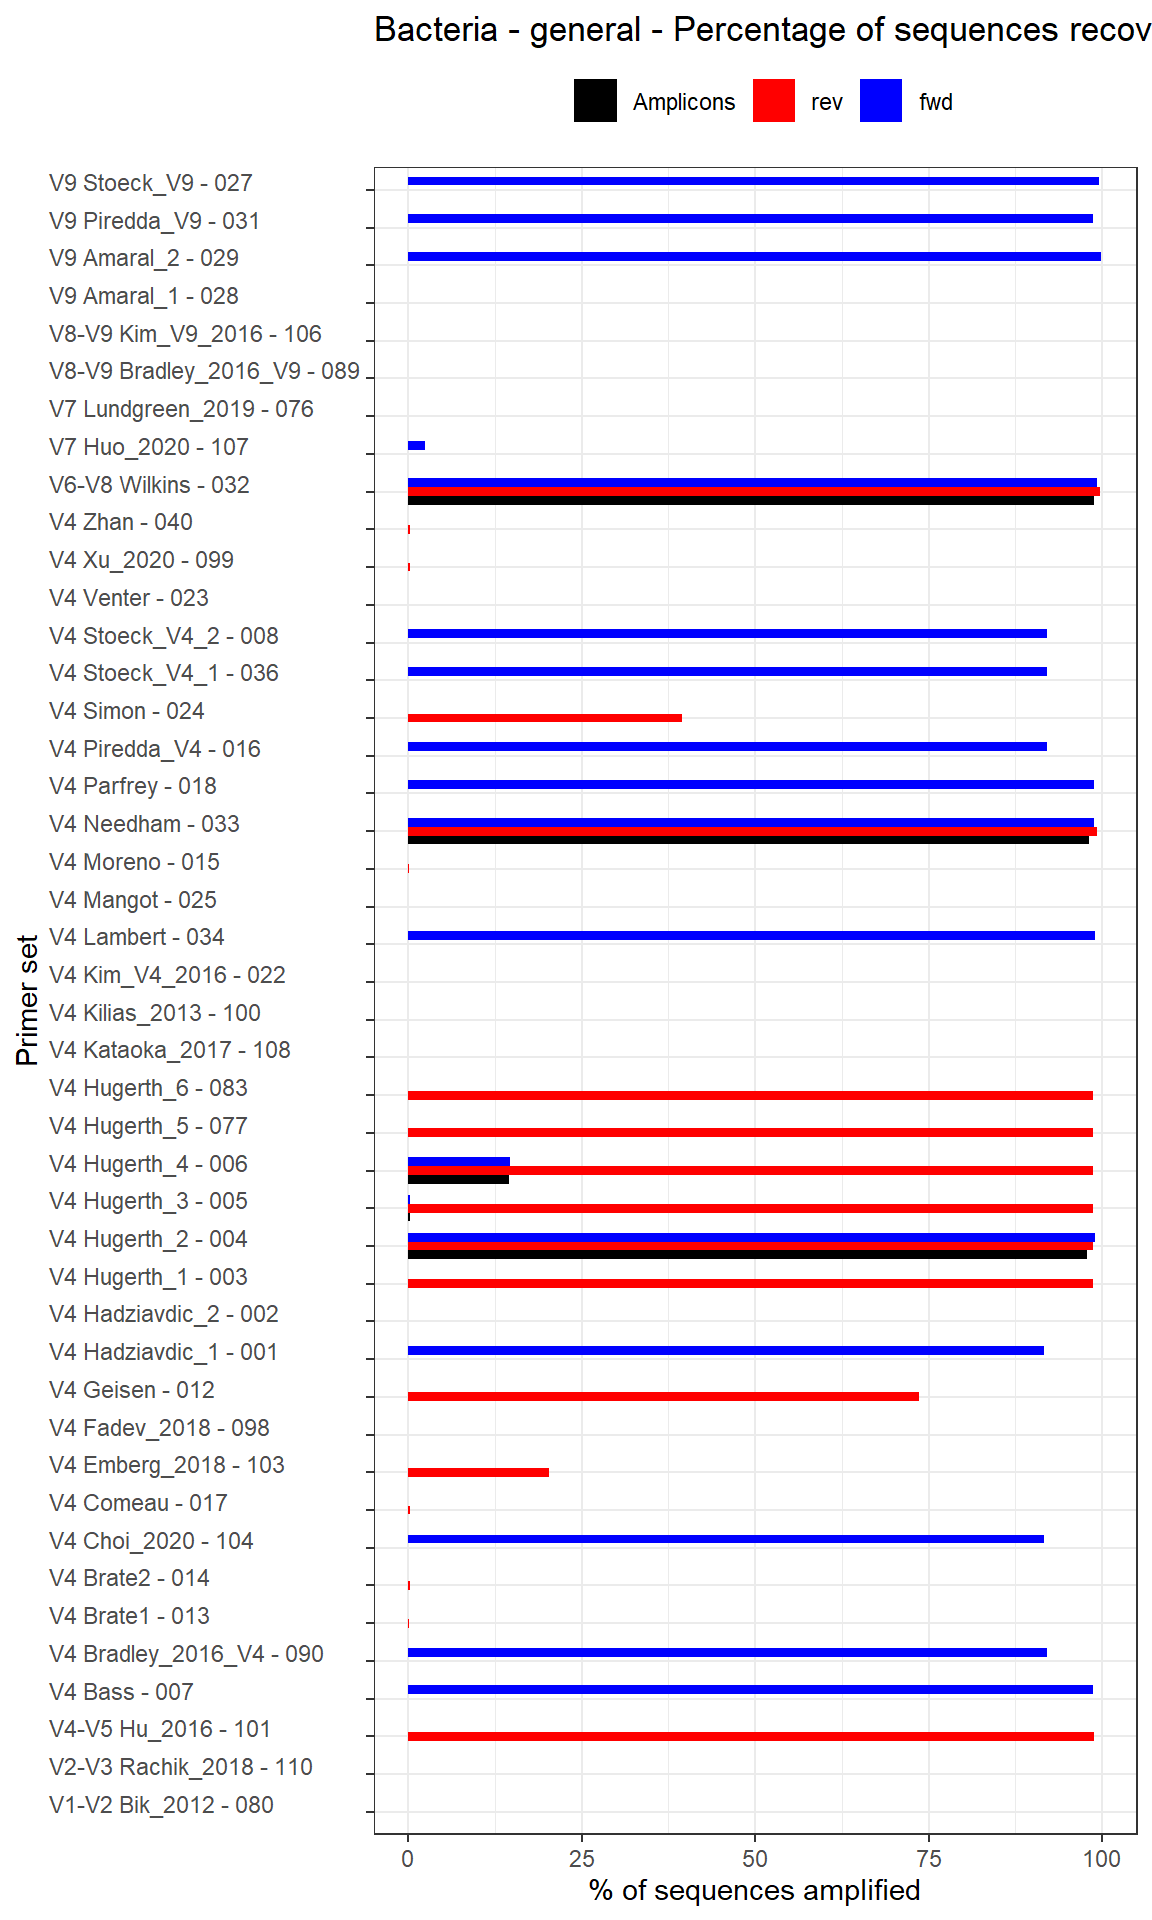 Bacteria - general - Percentage of sequences recov
Amplicons rev fwd
V9 Stoeck_V9 - 027
V9 Piredda_V9 - 031
V9 Amaral_2 - 029
V9 Amaral_1 - 028
V8-V9 Kim_V9_2016 - 106
V8-V9 Bradley_2016_V9 - 089
V7 Lundgreen_2019 - 076
V7 Huo_2020 - 107
V6-V8 Wilkins - 032
V4 Zhan - 040
V4 Xu_2020 - 099
V4 Venter - 023
V4 Stoeck_V4_2 - 008
V4 Stoeck_V4_1 - 036
V4 Simon - 024
V4 Piredda_V4 - 016
V4 Parfrey - 018
V4 Needham - 033
V4 Moreno - 015
V4 Mangot - 025
V4 Lambert - 034
V4 Kim_V4_2016 - 022
V4 Kilias_2013 - 100
V4 Kataoka_2017 - 108
V4 Hugerth_6 - 083
V4 Hugerth_5 - 077
V4 Hugerth_4 - 006
V4 Hugerth_3 - 005
V4 Hugerth_2 - 004
V4 Hugerth_1 - 003
V4 Hadziavdic_2 - 002
V4 Hadziavdic_1 - 001
V4 Geisen - 012
V4 Fadev_2018 - 098
V4 Emberg_2018 - 103
V4 Comeau - 017
V4 Choi_2020 - 104
V4 Brate2 - 014
V4 Brate1 - 013
V4 Bradley_2016_V4 - 090
V4 Bass - 007
V4-V5 Hu_2016 - 101
V2-V3 Rachik_2018 - 110
V1-V2 Bik_2012 - 080
Primer set
0 25 50 75 100
% of sequences amplified